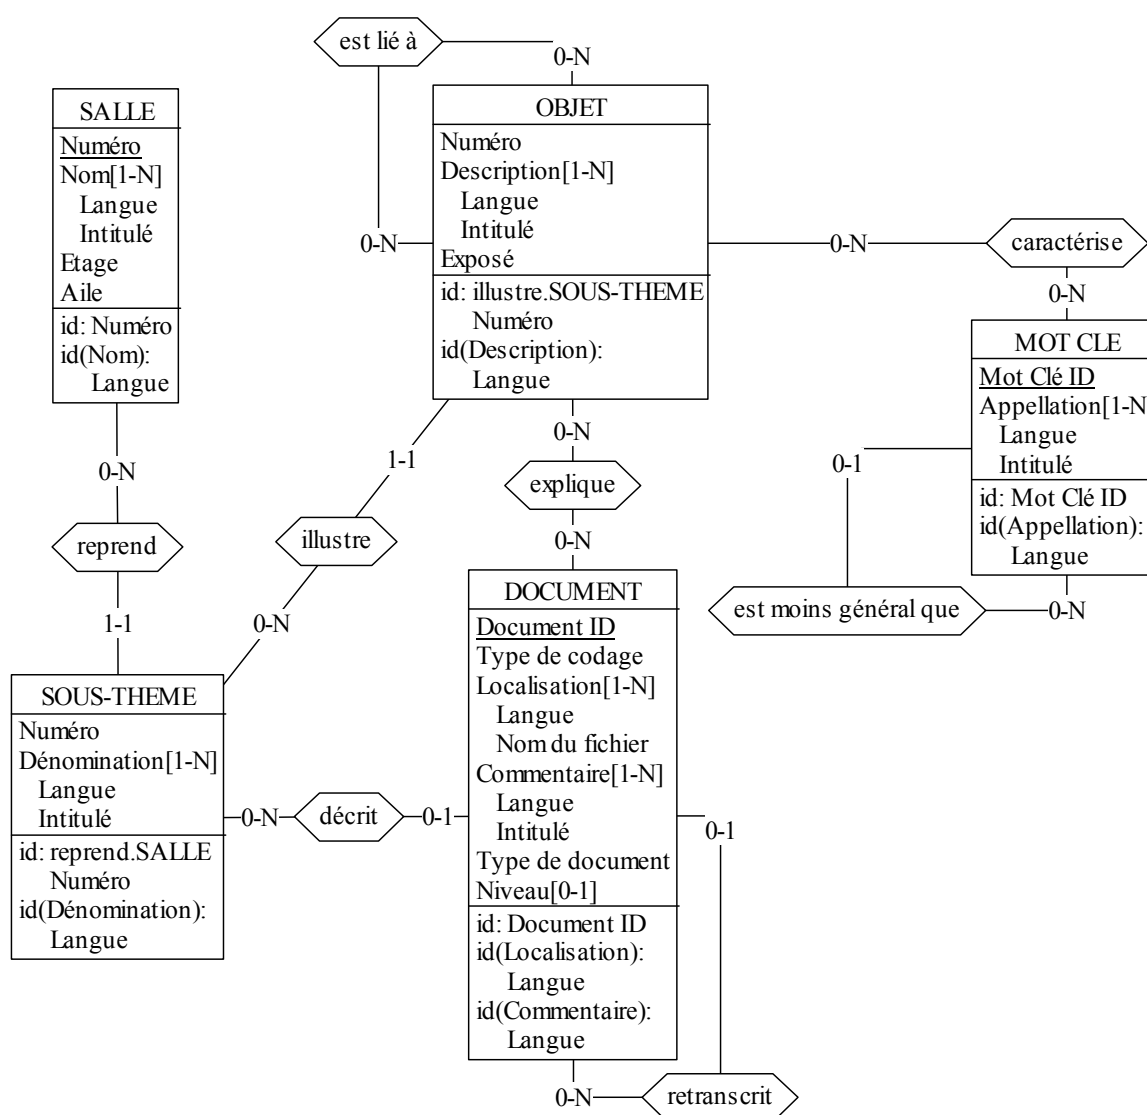 est lié à
0-N
0-N
OBJET
Numéro
Description[1-N]
Langue
Intitulé
Exposé
id: illustre.SOUS-THEME
Numéro
id(Description):
Langue
SALLE
Numéro
Nom[1-N]
Langue
Intitulé
Etage
Aile
id: Numéro
id(Nom):
Langue
0-N
caractérise
0-N
MOT CLE
Mot Clé ID
Appellation[1-N
Langue
Intitulé
id: Mot Clé ID
id(Appellation):
Langue
0-1
est moins général que
0-N
0-N
reprend
1-1
1-1
illustre
0-N
0-N
explique
0-N
SOUS-THEME
Numéro
Dénomination[1-N]
Langue
Intitulé
id: reprend.SALLE
Numéro
id(Dénomination):
Langue
0-N
décrit
0-1
DOCUMENT
Document ID
Type de codage
Localisation[1-N]
Langue
Nom du fichier
Commentaire[1-N]
Langue
Intitulé
Type de document
Niveau[0-1]
id: Document ID
id(Localisation):
Langue
id(Commentaire):
Langue
0-1
0-N
retranscrit